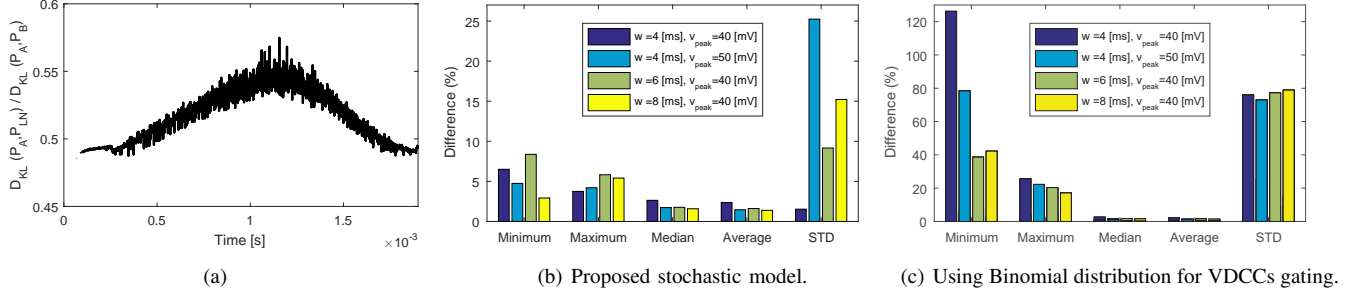 0.6
0.55
0.5
0.45
D_KL (P_A,P_LN) / D_KL (P_A,P_B)
0
0.5
1
1.5
×10^-3
Time [s]
(a)
25
20
15
10
5
0
Difference (%)
w =4 [ms], v_peak=40 [mV]
w =4 [ms], v_peak=50 [mV]
w =6 [ms], v_peak=40 [mV]
w =8 [ms], v_peak=40 [mV]
Minimum
Maximum
Median
Average
STD
(b) Proposed stochastic model.
120
100
80
60
40
20
0
Difference (%)
w =4 [ms], v_peak=40 [mV]
w =4 [ms], v_peak=50 [mV]
w =6 [ms], v_peak=40 [mV]
w =8 [ms], v_peak=40 [mV]
Minimum
Maximum
Median
Average
STD
(c) Using Binomial distribution for VDCCs gating.